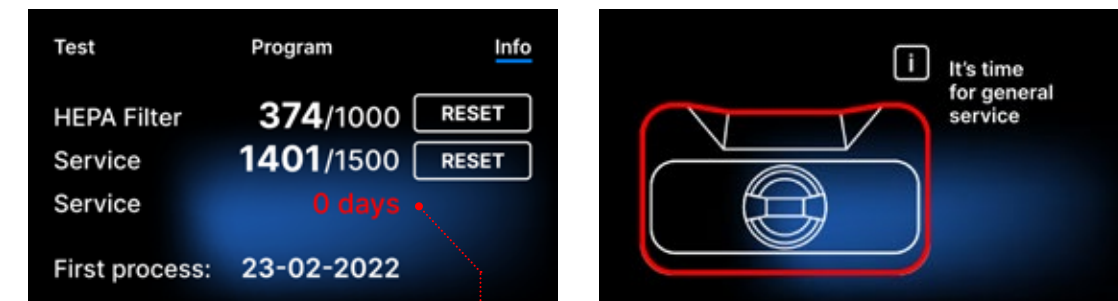 Test Program Info
HEPA Filter 374/1000 RESET
Service 1401/1500 RESET
Service 0 days
First process: 23-02-2022
i It's time
for general
service